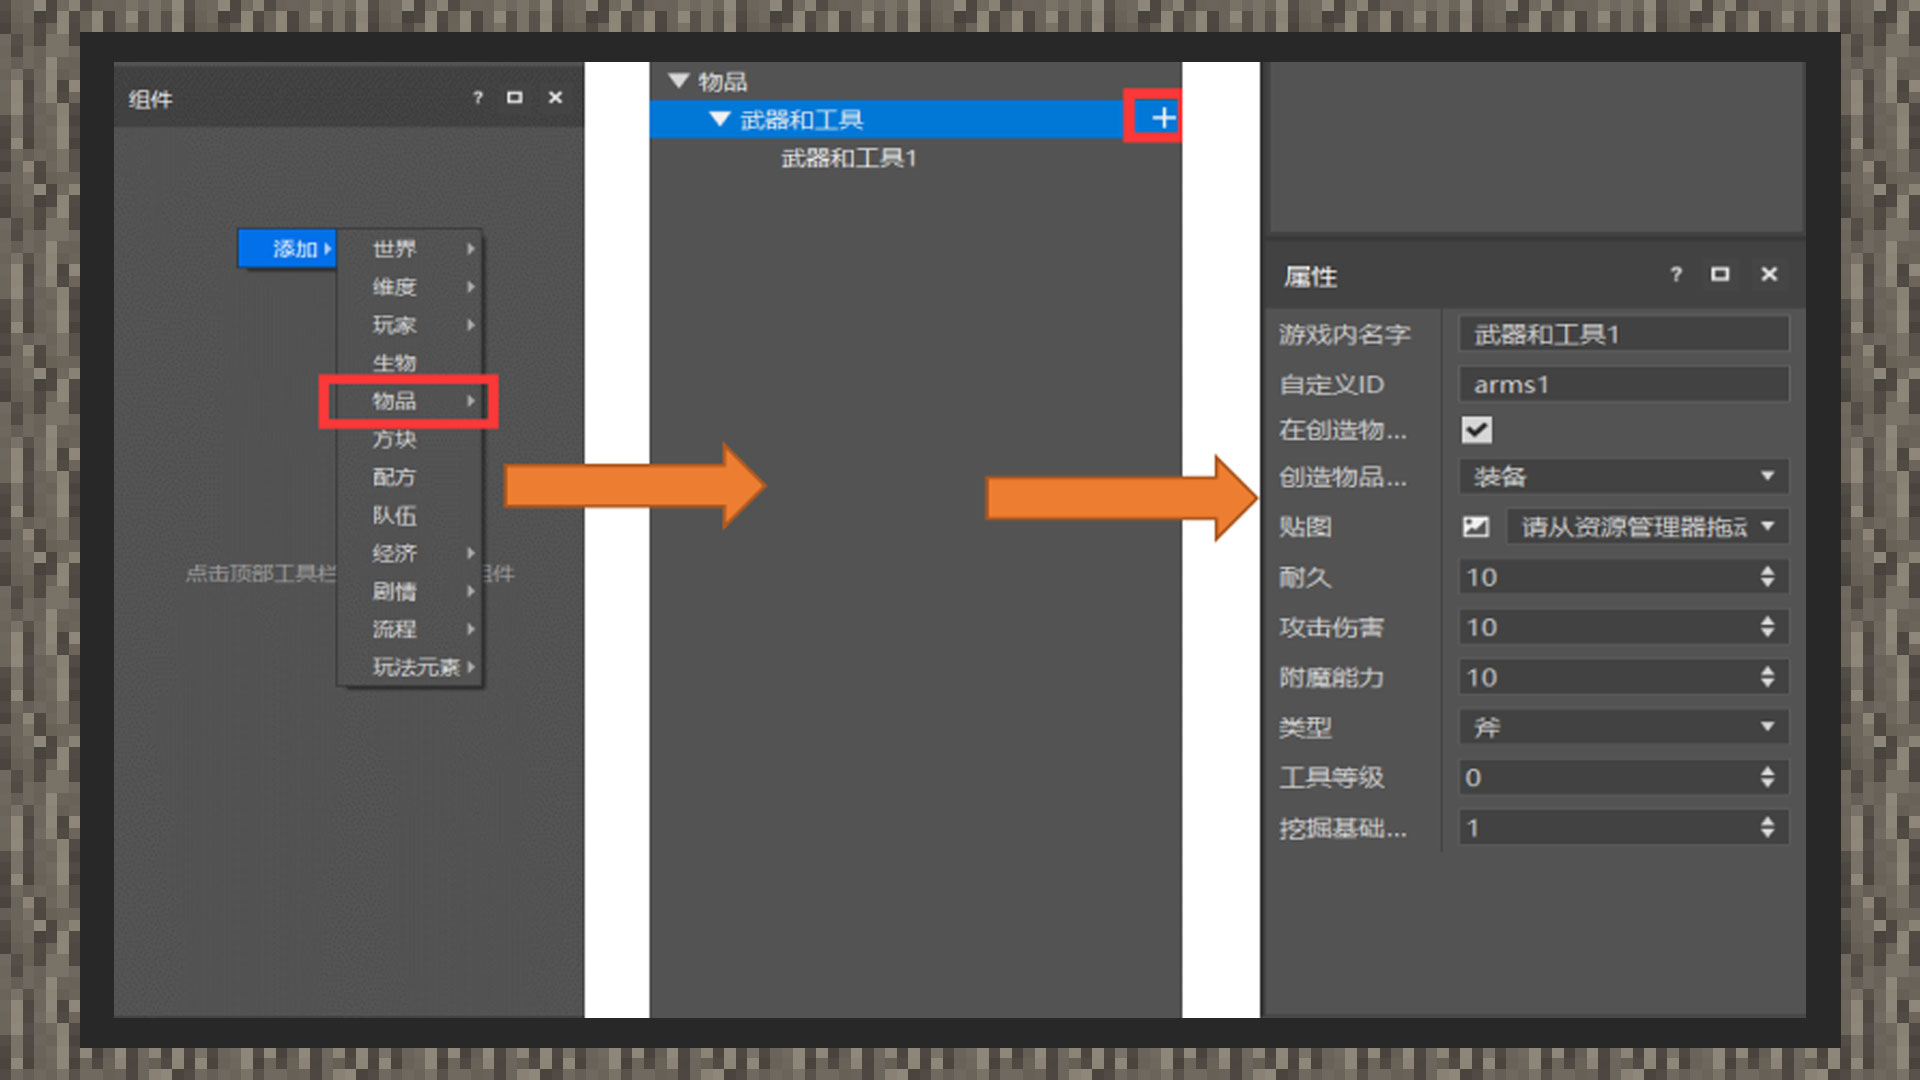 组件
添加
世界
维度
玩家
生物
物品
方块
配方
队伍
经济
剧情
流程
玩法元素
点击顶部工具栏
组件
物品
武器和工具
武器和工具1
属性
游戏内名字 武器和工具1
自定义ID arms1
在创造物...
创造物品... 装备
贴图 请从资源管理器拖
耐久 10
攻击伤害 10
附魔能力 10
类型 斧
工具等级 0
挖掘基础... 1